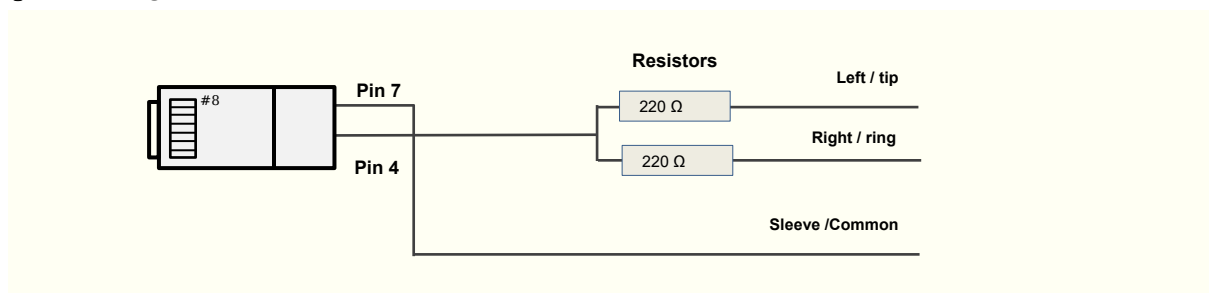 Resistors
Left / tip
#8
Pin 7
220 Ω
Right / ring
220 Ω
Pin 4
Sleeve /Common